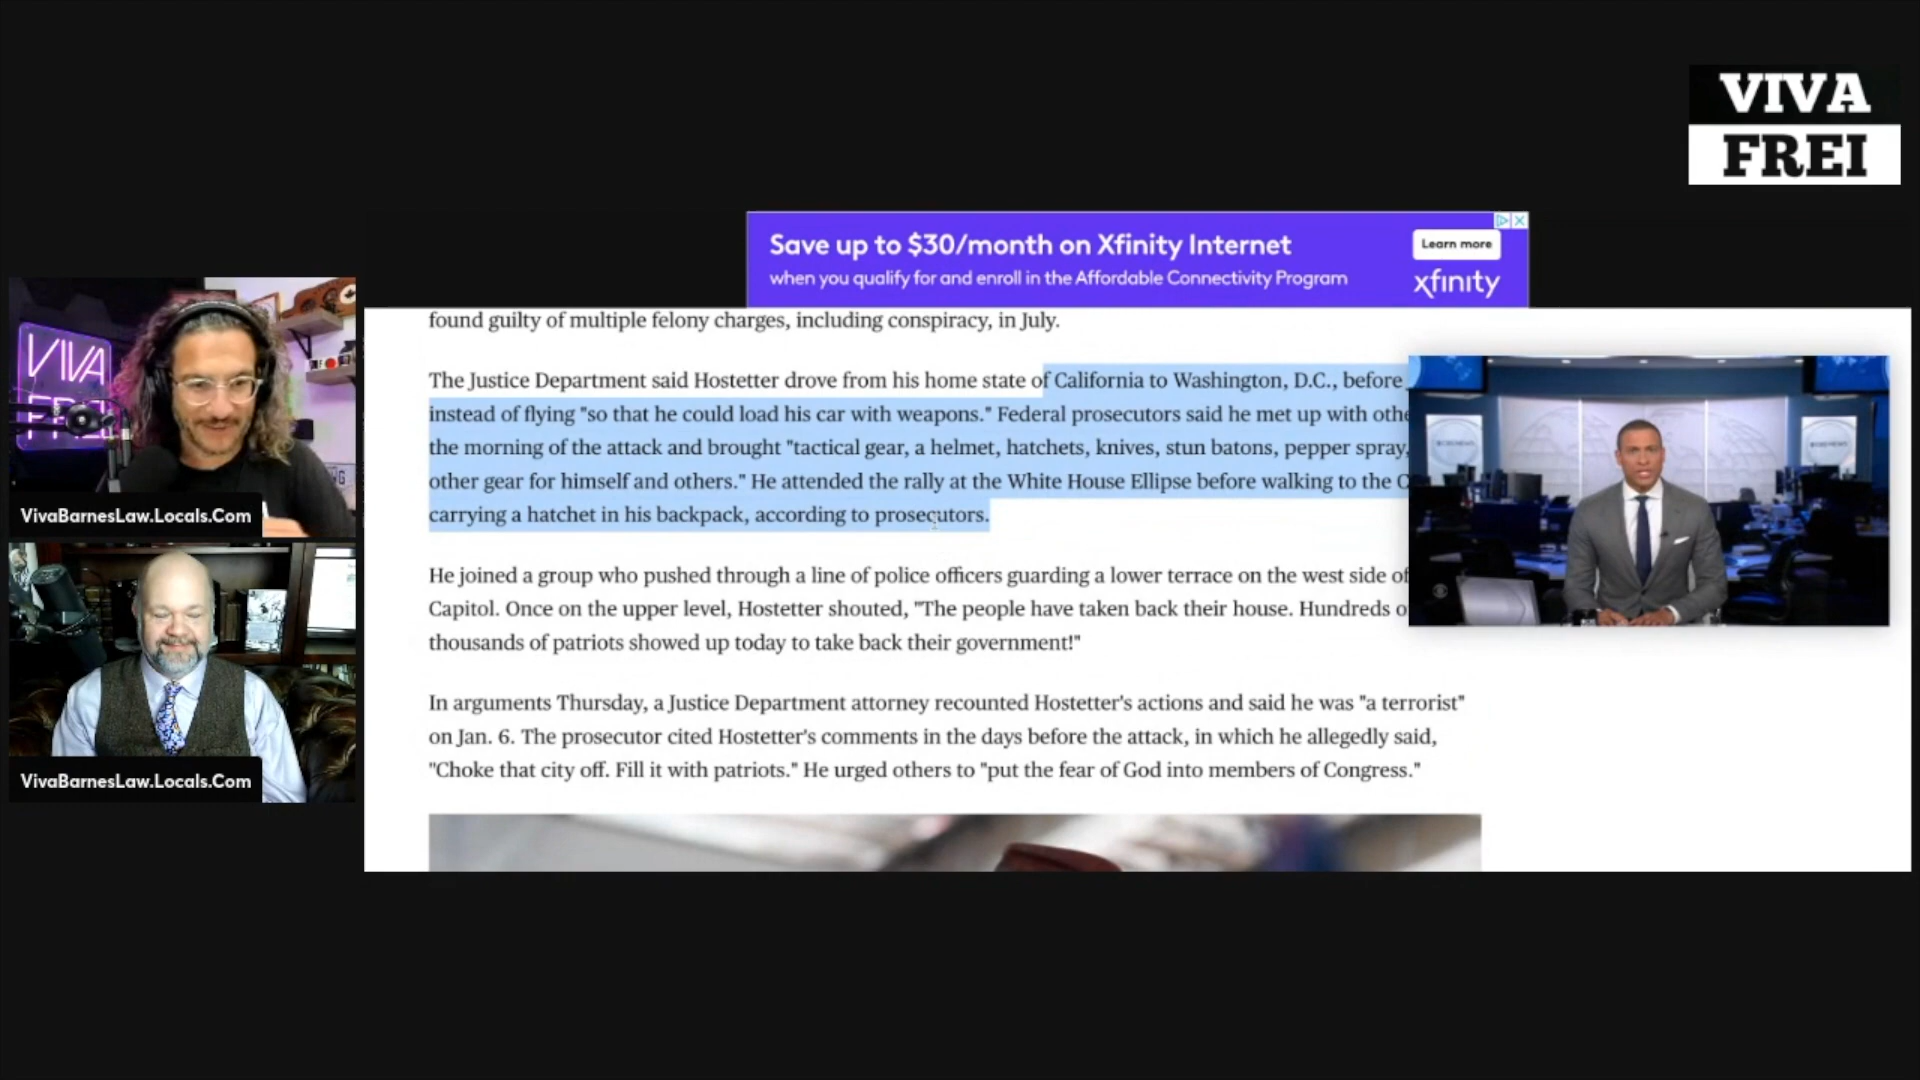 VIVA
FREI
Save up to $30/month on Xfinity Internet
when you qualify for and enroll in the Affordable Connectivity Program
Learn more
xfinity
VIVA
FREI
VivaBarnesLaw.Locals.Com
VivaBarnesLaw.Locals.Com
found guilty of multiple felony charges, including conspiracy, in July.
The Justice Department said Hostetter drove from his home state of California to Washington, D.C., before
instead of flying "so that he could load his car with weapons." Federal prosecutors said he met up with othe
the morning of the attack and brought "tactical gear, a helmet, hatchets, knives, stun batons, pepper spray,
other gear for himself and others." He attended the rally at the White House Ellipse before walking to the C
carrying a hatchet in his backpack, according to prosecutors.
He joined a group who pushed through a line of police officers guarding a lower terrace on the west side of
Capitol. Once on the upper level, Hostetter shouted, "The people have taken back their house. Hundreds o
thousands of patriots showed up today to take back their government!"
In arguments Thursday, a Justice Department attorney recounted Hostetter's actions and said he was "a terrorist"
on Jan. 6. The prosecutor cited Hostetter's comments in the days before the attack, in which he allegedly said,
"Choke that city off. Fill it with patriots." He urged others to "put the fear of God into members of Congress."